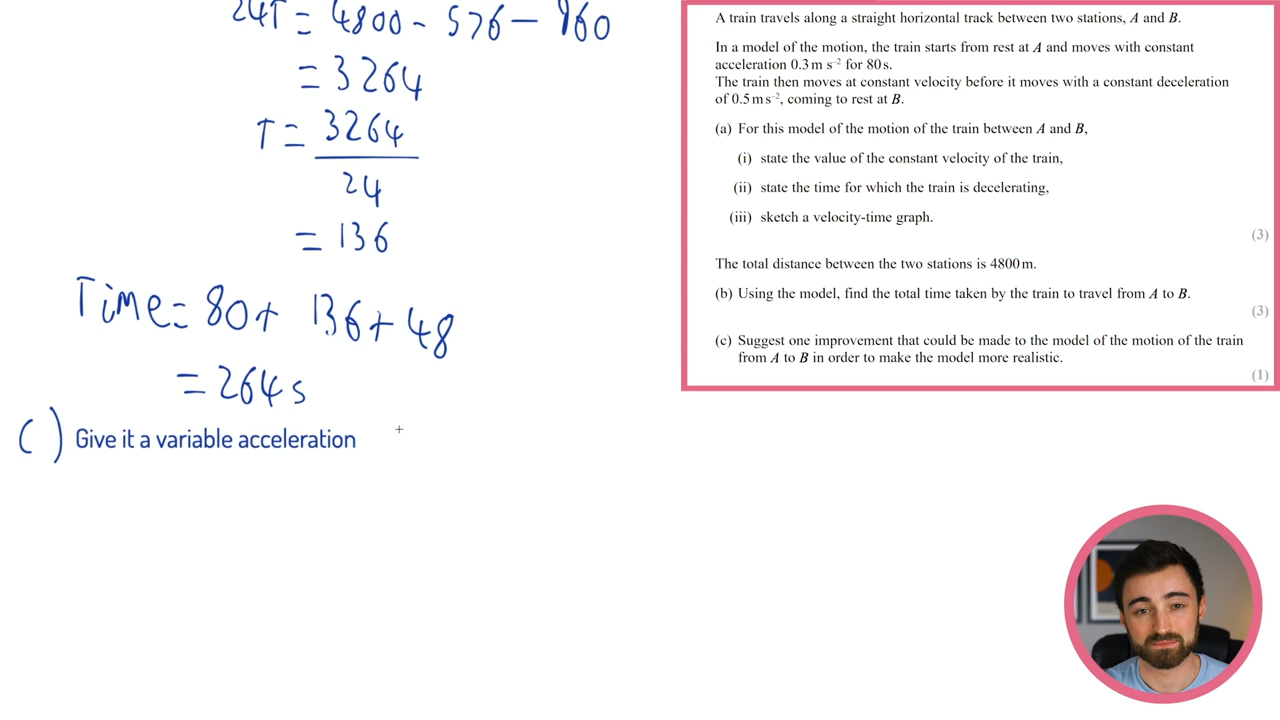 24T = 4800 - 576 - 960
= 3264
T = 3264
24
= 136
Time = 80 + 136 + 48
= 264 s
( ) Give it a variable acceleration
A train travels along a straight horizontal track between two stations, A and B.
In a model of the motion, the train starts from rest at A and moves with constant
acceleration 0.3 m s⁻² for 80 s.
The train then moves at constant velocity before it moves with a constant deceleration
of 0.5 m s⁻², coming to rest at B.
(a) For this model of the motion of the train between A and B,
(i) state the value of the constant velocity of the train,
(ii) state the time for which the train is decelerating,
(iii) sketch a velocity-time graph.
(3)
The total distance between the two stations is 4800 m.
(b) Using the model, find the total time taken by the train to travel from A to B.
(3)
(c) Suggest one improvement that could be made to the model of the motion of the train
from A to B in order to make the model more realistic.
(1)